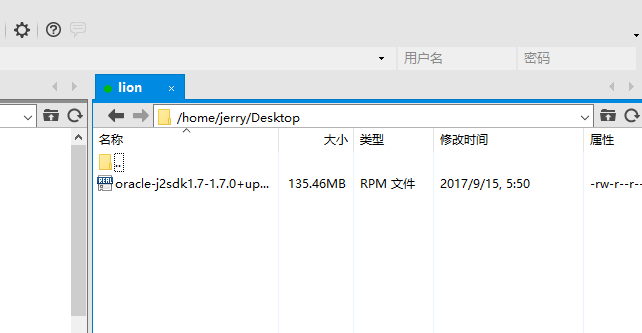 用户名 密码
lion
/home/jerry/Desktop
名称 大小 类型 修改时间 属性
..
oracle-j2sdk1.7-1.7.0+up... 135.46MB RPM 文件 2017/9/15, 5:50 -rw-r--r--